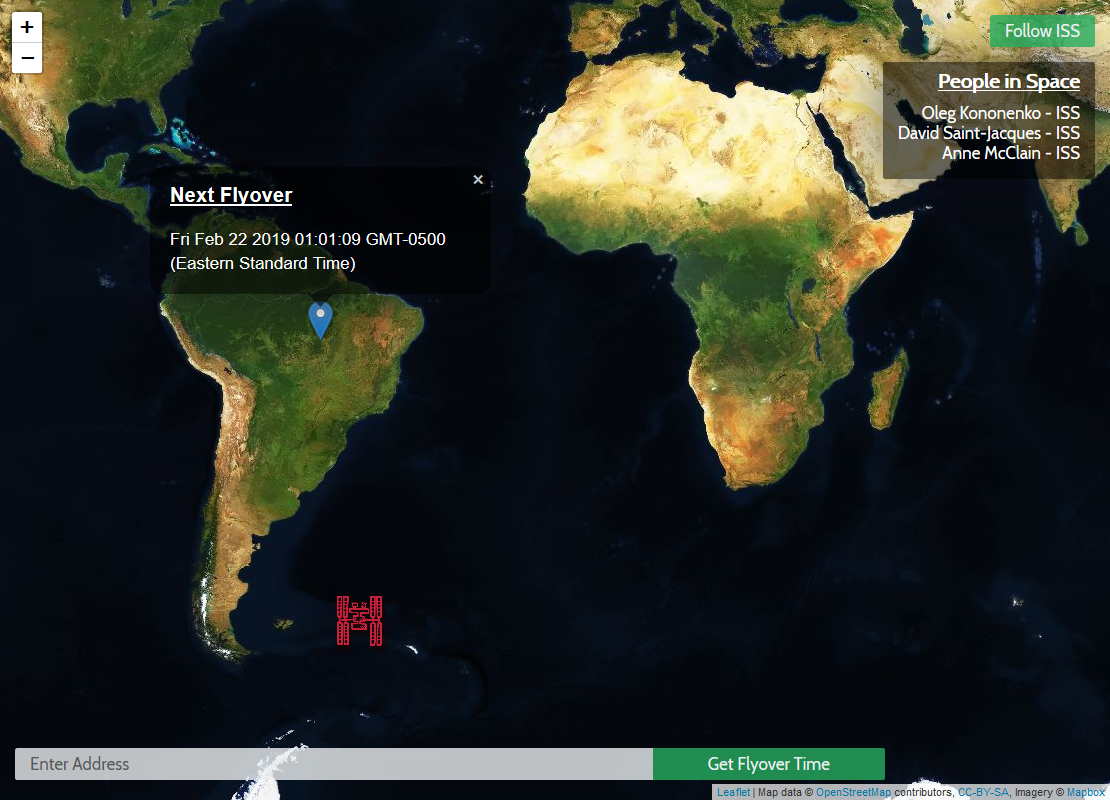 +
−
Follow ISS
People in Space
Oleg Kononenko - ISS
David Saint-Jacques - ISS
Anne McClain - ISS
×
Next Flyover
Fri Feb 22 2019 01:01:09 GMT-0500
(Eastern Standard Time)
Enter Address
Get Flyover Time
Leaflet | Map data © OpenStreetMap contributors, CC-BY-SA, Imagery © Mapbox